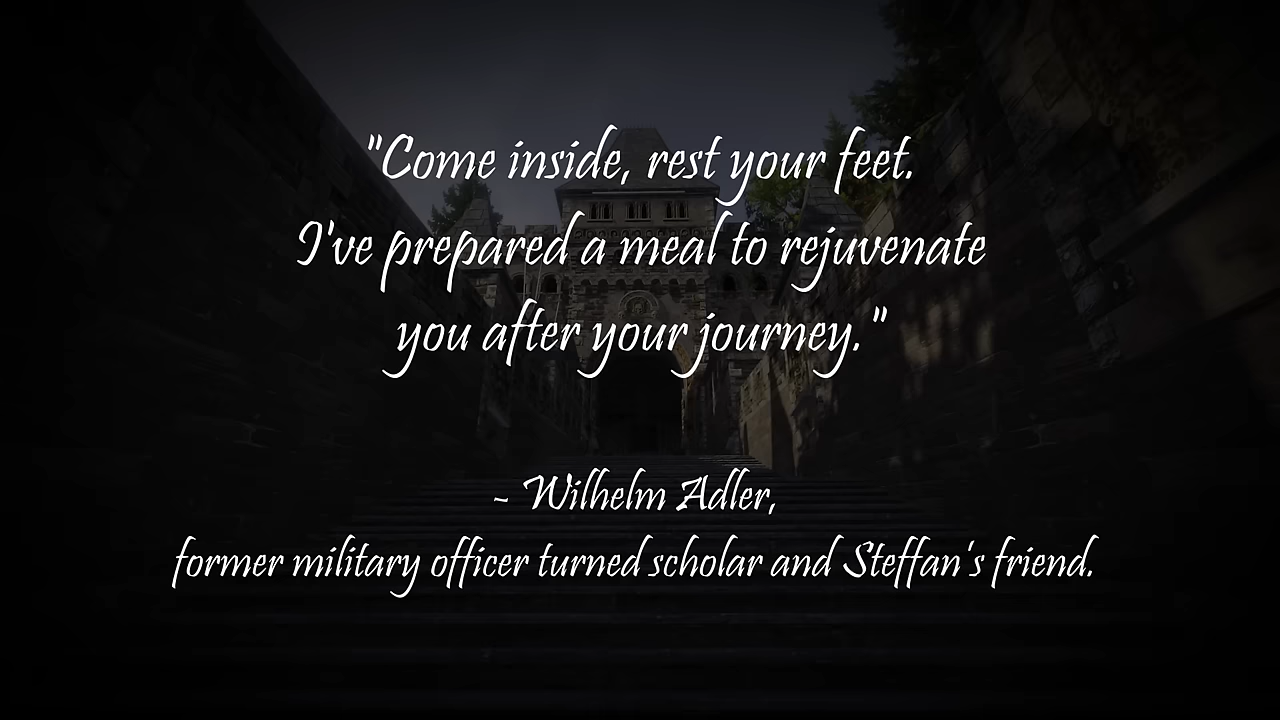 "Come inside, rest your feet.
I've prepared a meal to rejuvenate
you after your journey."
~ Wilhelm Adler,
former military officer turned scholar and Steffan's friend.